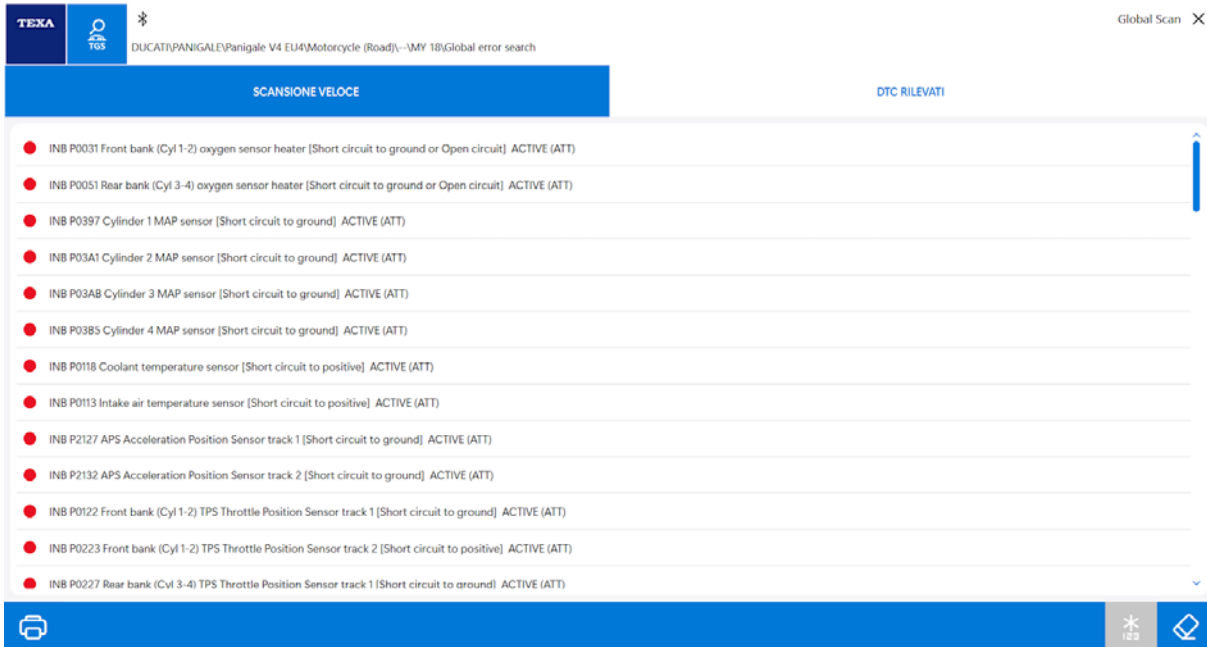 TEXA
TGS
Global Scan
DUCATI\PANIGALE\Panigale V4 EU4\Motorcycle (Road)\--\MY 18\Global error search
SCANSIONE VELOCE
DTC RILEVATI
INB P0031 Front bank (Cyl 1-2) oxygen sensor heater [Short circuit to ground or Open circuit] ACTIVE (ATT)
INB P0051 Rear bank (Cyl 3-4) oxygen sensor heater [Short circuit to ground or Open circuit] ACTIVE (ATT)
INB P0397 Cylinder 1 MAP sensor [Short circuit to ground] ACTIVE (ATT)
INB P03A1 Cylinder 2 MAP sensor [Short circuit to ground] ACTIVE (ATT)
INB P03AB Cylinder 3 MAP sensor [Short circuit to ground] ACTIVE (ATT)
INB P03B5 Cylinder 4 MAP sensor [Short circuit to ground] ACTIVE (ATT)
INB P0118 Coolant temperature sensor [Short circuit to positive] ACTIVE (ATT)
INB P0113 Intake air temperature sensor [Short circuit to positive] ACTIVE (ATT)
INB P2127 APS Acceleration Position Sensor track 1 [Short circuit to ground] ACTIVE (ATT)
INB P2132 APS Acceleration Position Sensor track 2 [Short circuit to ground] ACTIVE (ATT)
INB P0122 Front bank (Cyl 1-2) TPS Throttle Position Sensor track 1 [Short circuit to ground] ACTIVE (ATT)
INB P0223 Front bank (Cyl 1-2) TPS Throttle Position Sensor track 2 [Short circuit to positive] ACTIVE (ATT)
INB P0227 Rear bank (Cyl 3-4) TPS Throttle Position Sensor track 1 [Short circuit to ground] ACTIVE (ATT)
123